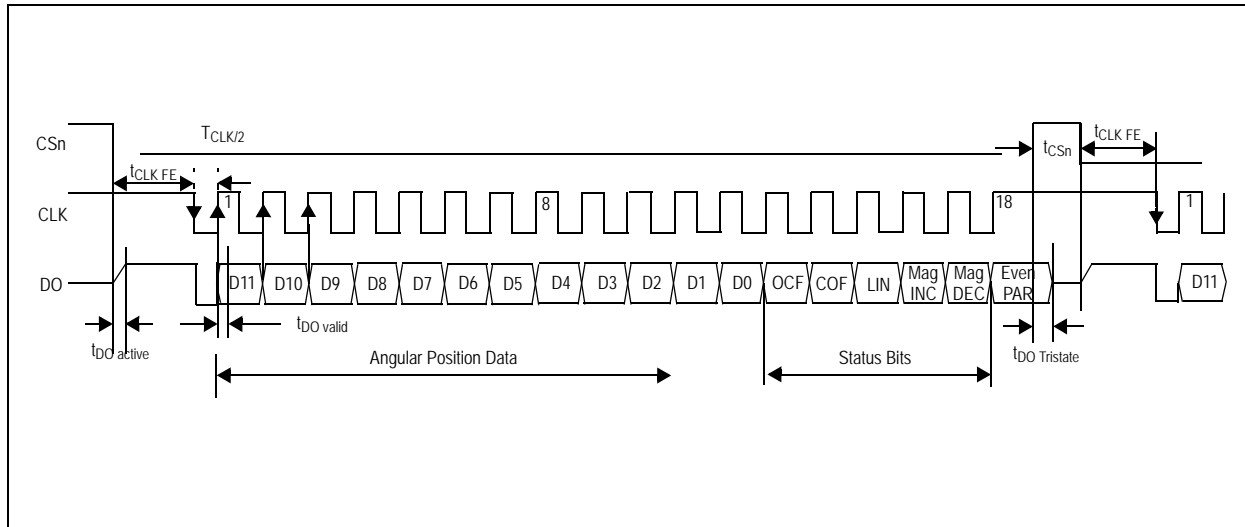 CSn
T_CLK/2
t_CLK FE
t_CSn
t_CLK FE
CLK
1
8
18
1
DO
D11
D10
D9
D8
D7
D6
D5
D4
D3
D2
D1
D0
OCF
COF
LIN
Mag
INC
Mag
DEC
Even
PAR
D11
t_DO active
t_DO valid
t_DO Tristate
Angular Position Data
Status Bits